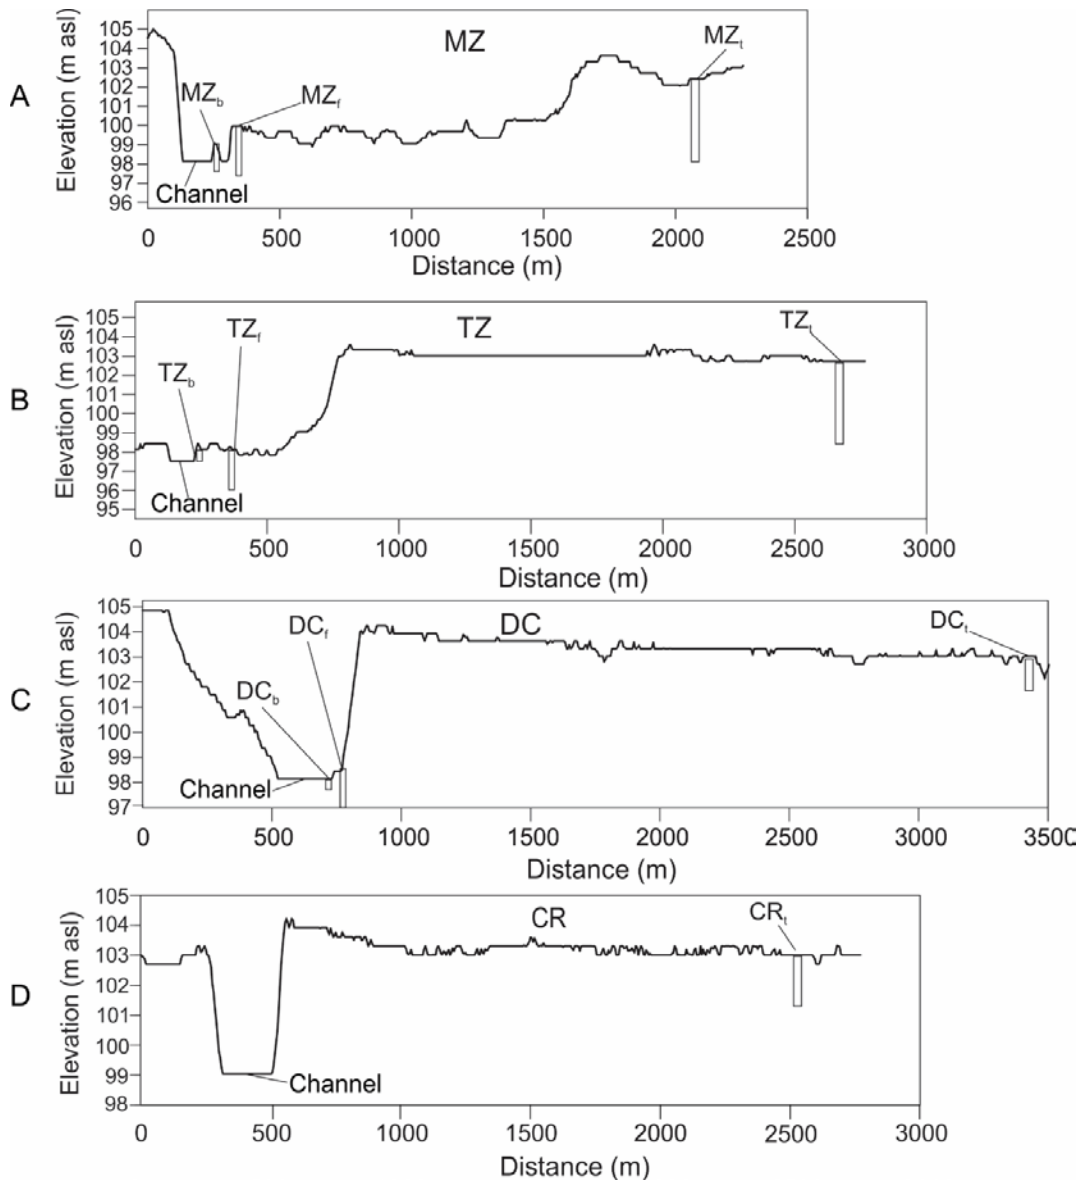 A
Elevation (m asl)
105
104
103
102
101
100
99
98
97
96
MZ
MZb
MZf
MZt
Channel
0 500 1000 1500 2000 2500
Distance (m)
B
Elevation (m asl)
105
104
103
102
101
100
99
98
97
96
95
TZ
TZb
TZf
TZt
Channel
0 500 1000 1500 2000 2500 3000
Distance (m)
C
Elevation (m asl)
105
104
103
102
101
100
99
98
97
DC
DCf
DCb
DCt
Channel
0 500 1000 1500 2000 2500 3000 3500
Distance (m)
D
Elevation (m asl)
105
104
103
102
101
100
99
98
CR
CRt
Channel
0 500 1000 1500 2000 2500 3000
Distance (m)